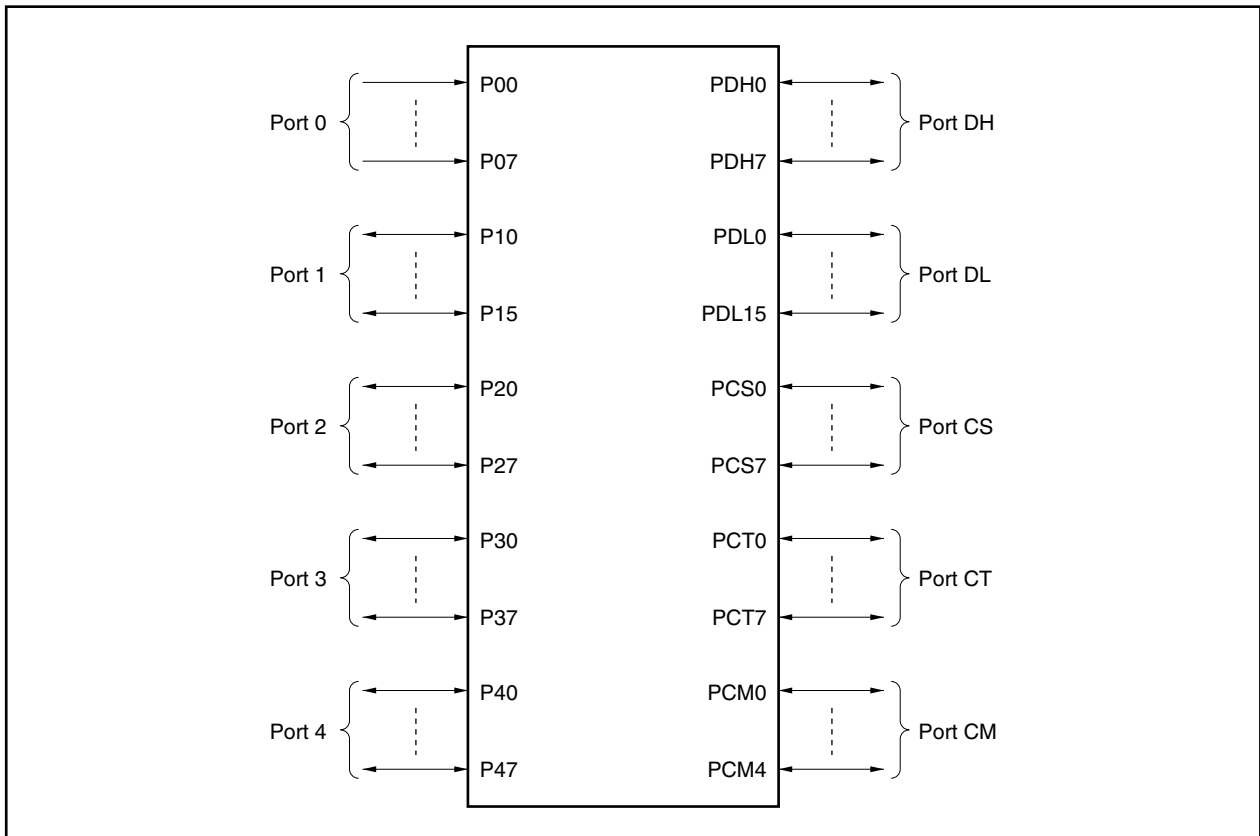 Port 0
P00
P07
Port 1
P10
P15
Port 2
P20
P27
Port 3
P30
P37
Port 4
P40
P47
PDH0
PDH7
Port DH
PDL0
PDL15
Port DL
PCS0
PCS7
Port CS
PCT0
PCT7
Port CT
PCM0
PCM4
Port CM